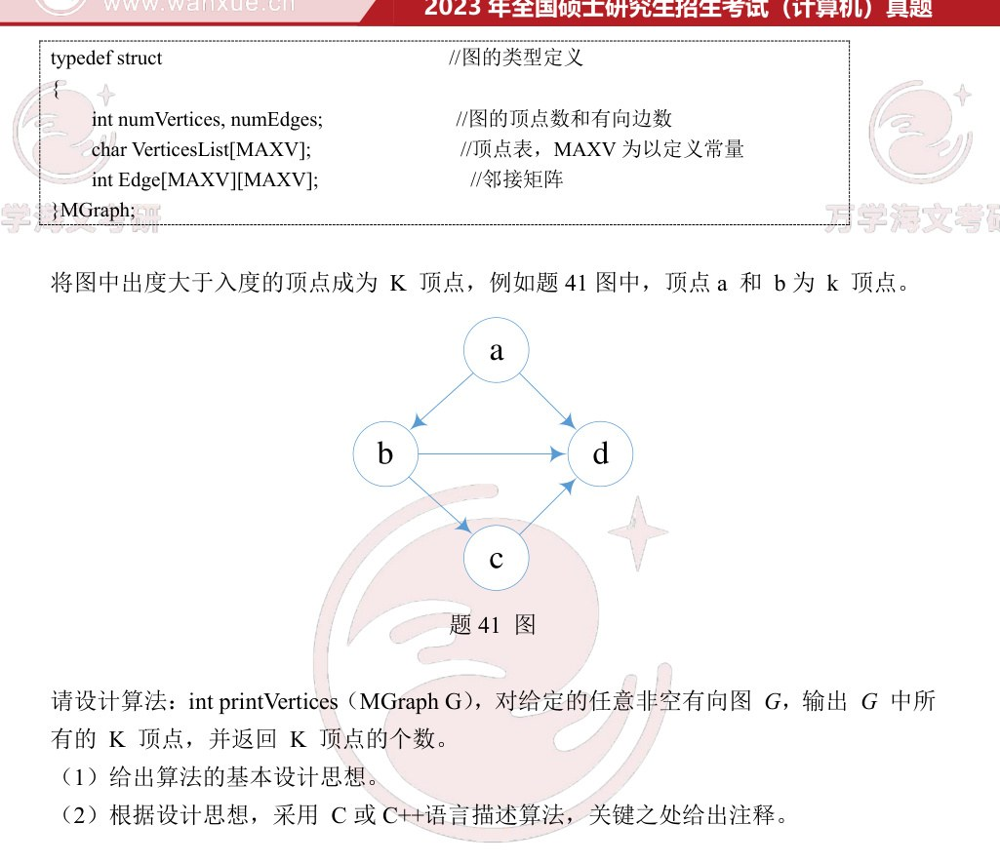 www.wanxue.cn
2023 年全国硕士研究生招生考试（计算机）真题
typedef struct //图的类型定义
{
int numVertices, numEdges; //图的顶点数和有向边数
char VerticesList[MAXV]; //顶点表，MAXV 为以定义常量
int Edge[MAXV][MAXV]; //邻接矩阵
}MGraph;
万学海文考研
将图中出度大于入度的顶点成为 K 顶点，例如题 41 图中，顶点 a 和 b 为 k 顶点。
a
b d
c
题 41 图
请设计算法：int printVertices（MGraph G），对给定的任意非空有向图 G，输出 G 中所
有的 K 顶点，并返回 K 顶点的个数。
（1）给出算法的基本设计思想。
（2）根据设计思想，采用 C 或 C++语言描述算法，关键之处给出注释。